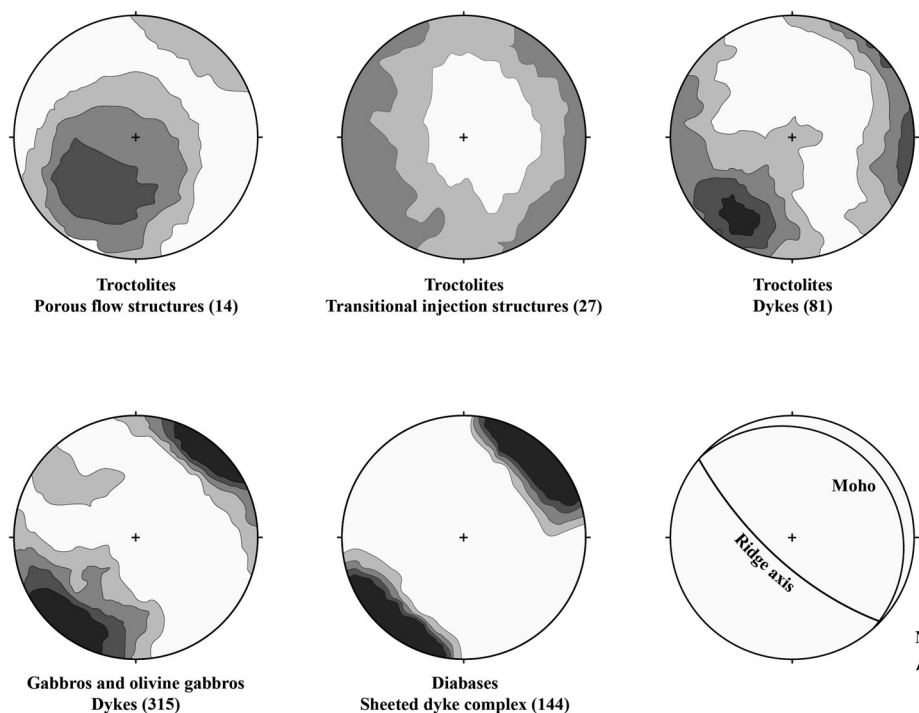 Troctolites
Porous flow structures (14)
Troctolites
Transitional injection structures (27)
Troctolites
Dykes (81)
Gabbros and olivine gabbros
Dykes (315)
Diabases
Sheeted dyke complex (144)
Moho
Ridge axis